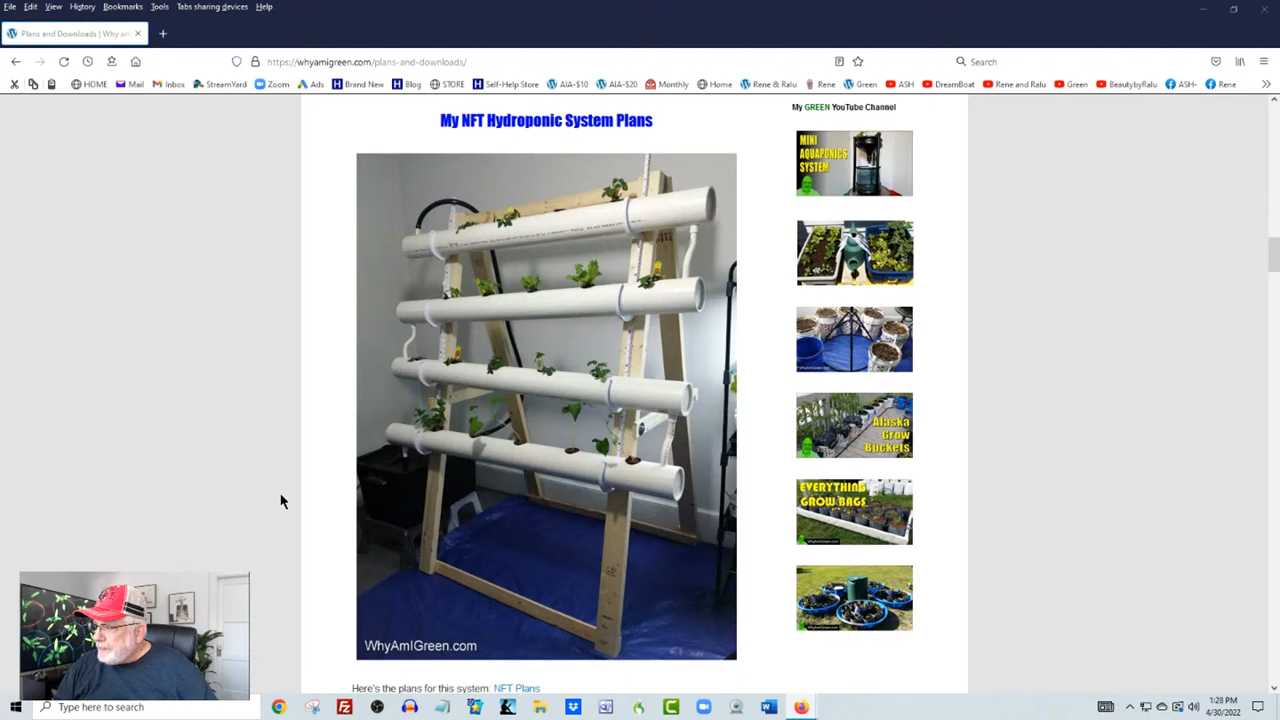 File Edit View History Bookmarks Tools Tabs sharing devices Help
Plans and Downloads | Why am
https://whyamigreen.com/plans-and-downloads/
Search
HOME Mail Inbox StreamYard Zoom Ads Brand New Blog STORE Self-Help Store AIA-$10 AIA-$20 Monthly Home Rene & Ralu Rene Green ASH DreamBoat Rene and Ralu Green BeautybyRalu ASH- Rene
My NFT Hydroponic System Plans
WhyAmIGreen.com
Here's the plans for this system: NFT Plans
My GREEN YouTube Channel
MINI
AQUAPONICS
SYSTEM
Alaska
Grow
Buckets
EVERYTHING
GROW BAGS
Type here to search
1:28 PM
4/30/2022